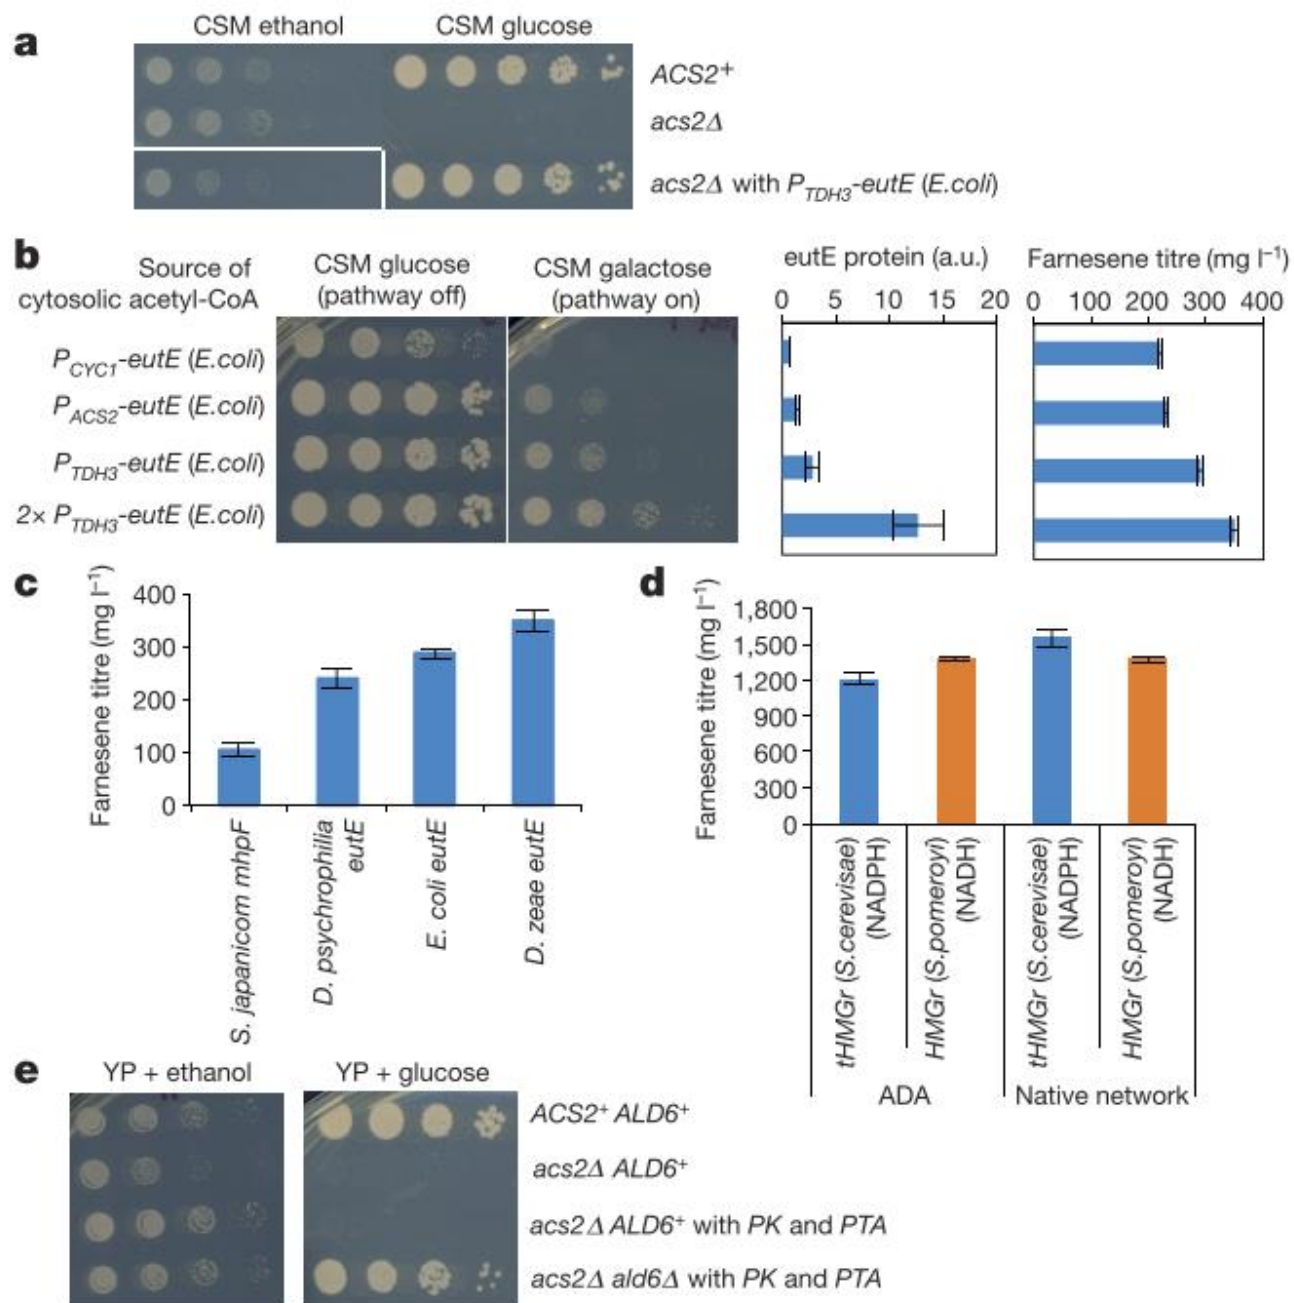 a
CSM ethanol
CSM glucose
ACS2+
acs2Δ
acs2Δ with PTDH3-eutE (E.coli)
b
Source of
cytosolic acetyl-CoA
CSM glucose
(pathway off)
CSM galactose
(pathway on)
eutE protein (a.u.)
0 5 10 15 20
Farnesene titre (mg l–1)
0 100 200 300 400
PCYC1-eutE (E.coli)
PACS2-eutE (E.coli)
PTDH3-eutE (E.coli)
2× PTDH3-eutE (E.coli)
c
Farnesene titre (mg l–1)
400
300
200
100
0
S. japanicom mhpF
D. psychrophilia
eutE
E. coli eutE
D. zeae eutE
d
Farnesene titre (mg l–1)
1,800
1,500
1,200
900
600
300
0
tHMGr (S.cerevisae)
(NADPH)
HMGr (S.pomeroyi)
(NADH)
tHMGr (S.cerevisae)
(NADPH)
HMGr (S.pomeroyi)
(NADH)
ADA
Native network
e
YP + ethanol
YP + glucose
ACS2+ ALD6+
acs2Δ ALD6+
acs2Δ ALD6+ with PK and PTA
acs2Δ ald6Δ with PK and PTA